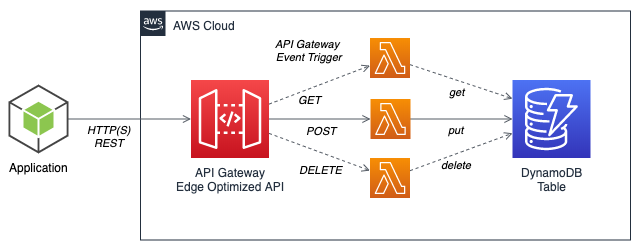 aws
AWS Cloud
API Gateway
Event Trigger
GET
get
HTTP(S)
REST
POST
put
Application
API Gateway
Edge Optimized API
DELETE
delete
DynamoDB
Table